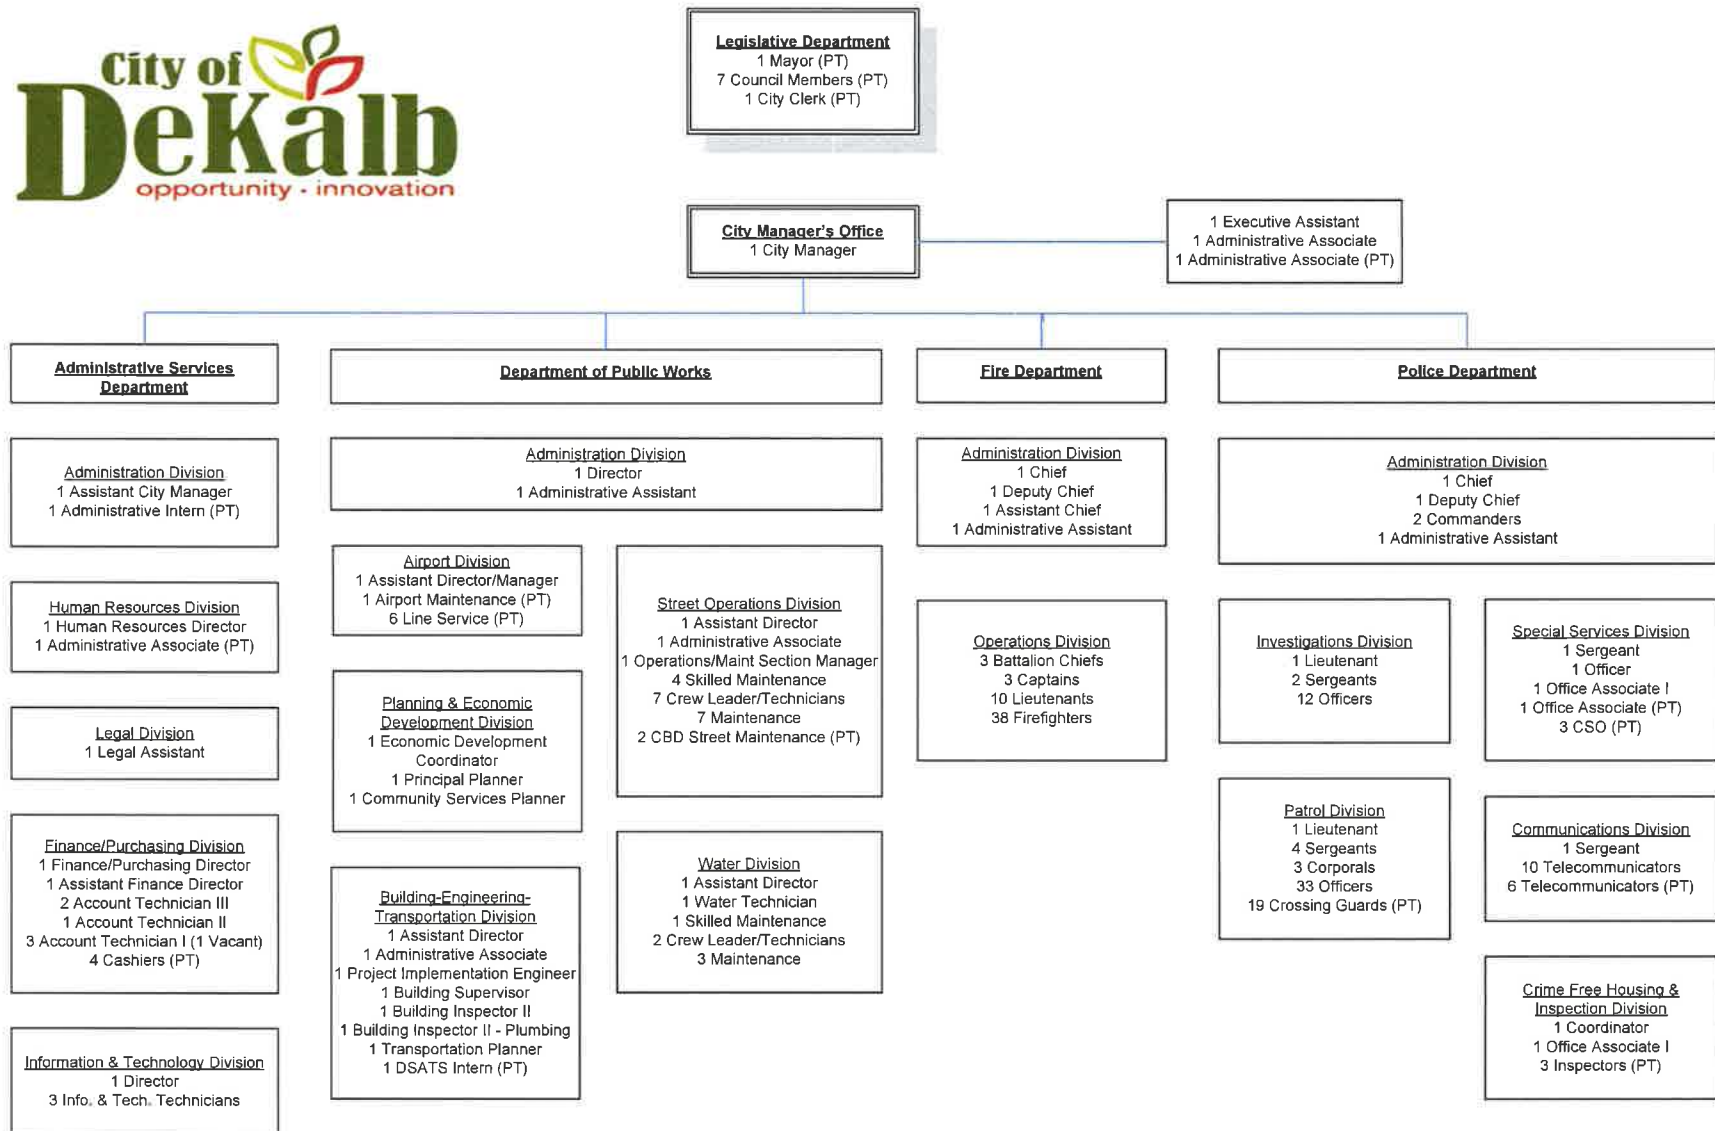 City of
DeKalb
opportunity · innovation
Legislative Department
1 Mayor (PT)
7 Council Members (PT)
1 City Clerk (PT)
City Manager's Office
1 City Manager
1 Executive Assistant
1 Administrative Associate
1 Administrative Associate (PT)
Administrative Services
Department
Administration Division
1 Assistant City Manager
1 Administrative Intern (PT)
Human Resources Division
1 Human Resources Director
1 Administrative Associate (PT)
Legal Division
1 Legal Assistant
Finance/Purchasing Division
1 Finance/Purchasing Director
1 Assistant Finance Director
2 Account Technician III
1 Account Technician II
3 Account Technician I (1 Vacant)
4 Cashiers (PT)
Information & Technology Division
1 Director
3 Info. & Tech. Technicians
Department of Public Works
Administration Division
1 Director
1 Administrative Assistant
Airport Division
1 Assistant Director/Manager
1 Airport Maintenance (PT)
6 Line Service (PT)
Planning & Economic
Development Division
1 Economic Development
Coordinator
1 Principal Planner
1 Community Services Planner
Building-Engineering-
Transportation Division
1 Assistant Director
1 Administrative Associate
1 Project Implementation Engineer
1 Building Supervisor
1 Building Inspector II
1 Building Inspector II - Plumbing
1 Transportation Planner
1 DSATS Intern (PT)
Street Operations Division
1 Assistant Director
1 Administrative Associate
1 Operations/Maint Section Manager
4 Skilled Maintenance
7 Crew Leader/Technicians
7 Maintenance
2 CBD Street Maintenance (PT)
Water Division
1 Assistant Director
1 Water Technician
1 Skilled Maintenance
2 Crew Leader/Technicians
3 Maintenance
Fire Department
Administration Division
1 Chief
1 Deputy Chief
1 Assistant Chief
1 Administrative Assistant
Operations Division
3 Battalion Chiefs
3 Captains
10 Lieutenants
38 Firefighters
Police Department
Administration Division
1 Chief
1 Deputy Chief
2 Commanders
1 Administrative Assistant
Investigations Division
1 Lieutenant
2 Sergeants
12 Officers
Patrol Division
1 Lieutenant
4 Sergeants
3 Corporals
33 Officers
19 Crossing Guards (PT)
Special Services Division
1 Sergeant
1 Officer
1 Office Associate I
1 Office Associate (PT)
3 CSO (PT)
Communications Division
1 Sergeant
10 Telecommunicators
6 Telecommunicators (PT)
Crime Free Housing &
Inspection Division
1 Coordinator
1 Office Associate I
3 Inspectors (PT)